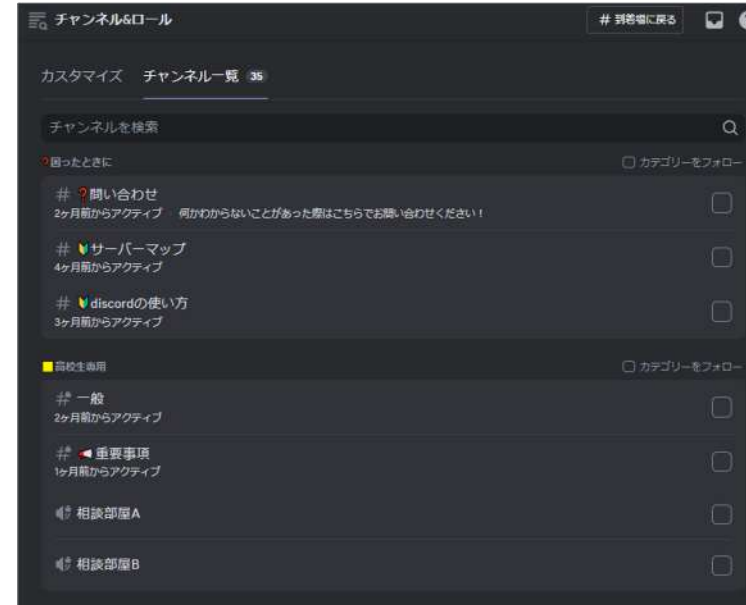 チャンネル&ロール
# 到着場に戻る
カスタマイズ チャンネル一覧 35
チャンネルを検索
❓困ったときに
カテゴリーをフォロー
# ❓問い合わせ
2ヶ月前からアクティブ 何かわからないことがあった際はこちらでお問い合わせください！
# 🔰サーバーマップ
4ヶ月前からアクティブ
# 🔰discordの使い方
3ヶ月前からアクティブ
🟨高校生専用
カテゴリーをフォロー
# 一般
2ヶ月前からアクティブ
# 📢重要事項
1ヶ月前からアクティブ
相談部屋A
相談部屋B